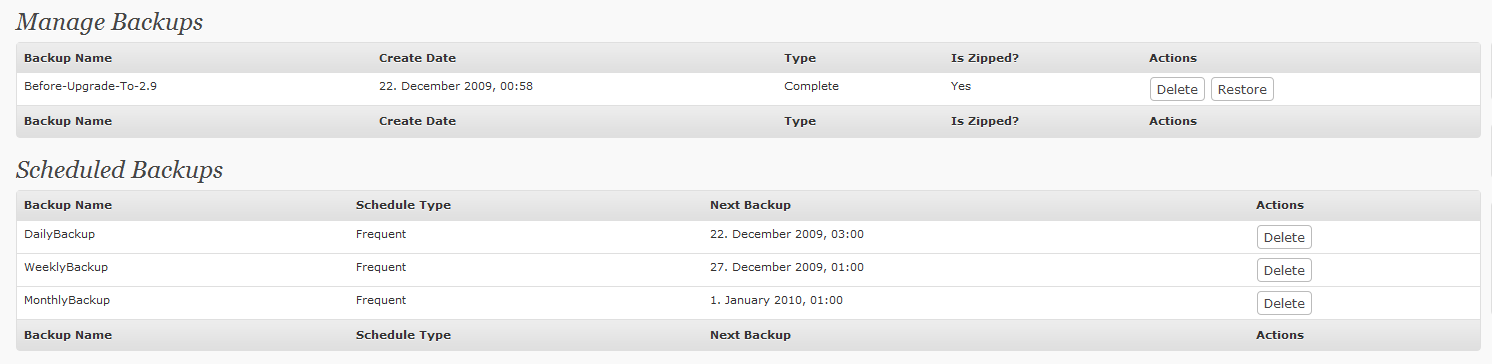 Manage Backups
Backup Name Create Date Type Is Zipped? Actions
Before-Upgrade-To-2.9 22. December 2009, 00:58 Complete Yes Delete Restore
Backup Name Create Date Type Is Zipped? Actions
Scheduled Backups
Backup Name Schedule Type Next Backup Actions
DailyBackup Frequent 22. December 2009, 03:00 Delete
WeeklyBackup Frequent 27. December 2009, 01:00 Delete
MonthlyBackup Frequent 1. January 2010, 01:00 Delete
Backup Name Schedule Type Next Backup Actions